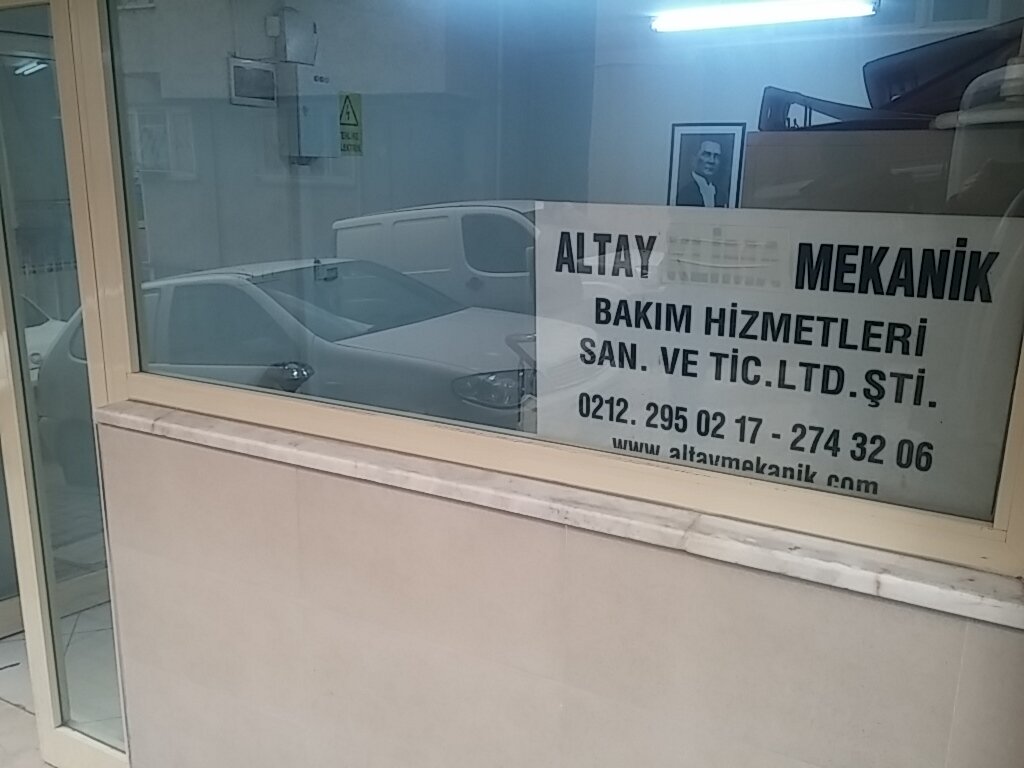 ALTAY MEKANİK
BAKIM HİZMETLERİ
SAN. VE TİC.LTD.ŞTİ.
0212. 295 02 17 - 274 32 06
www.altaymekanik.com